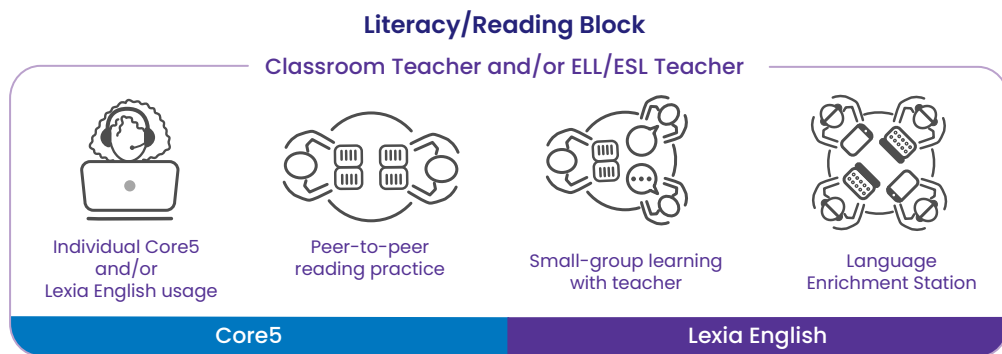 Literacy/Reading Block
Classroom Teacher and/or ELL/ESL Teacher
Individual Core5
and/or
Lexia English usage
Peer-to-peer
reading practice
Small-group learning
with teacher
Language
Enrichment Station
Core5
Lexia English